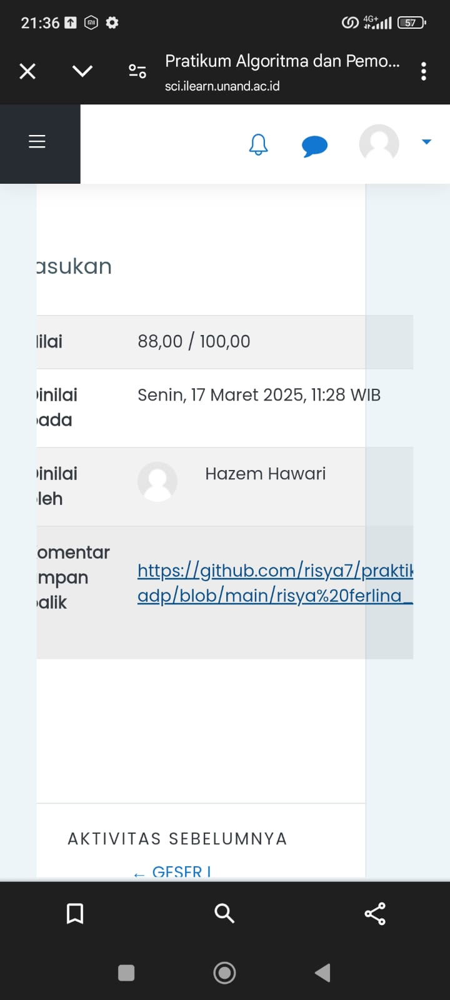 21:36
4G+
57
Pratikum Algoritma dan Pemo...
sci.ilearn.unand.ac.id
asukan
ilai 88,00 / 100,00
inilai Senin, 17 Maret 2025, 11:28 WIB
ada
inilai Hazem Hawari
leh
omentar
https://github.com/risya7/praktik
mpan
adp/blob/main/risya%20ferlina_
alik
AKTIVITAS SEBELUMNYA
← GESER I